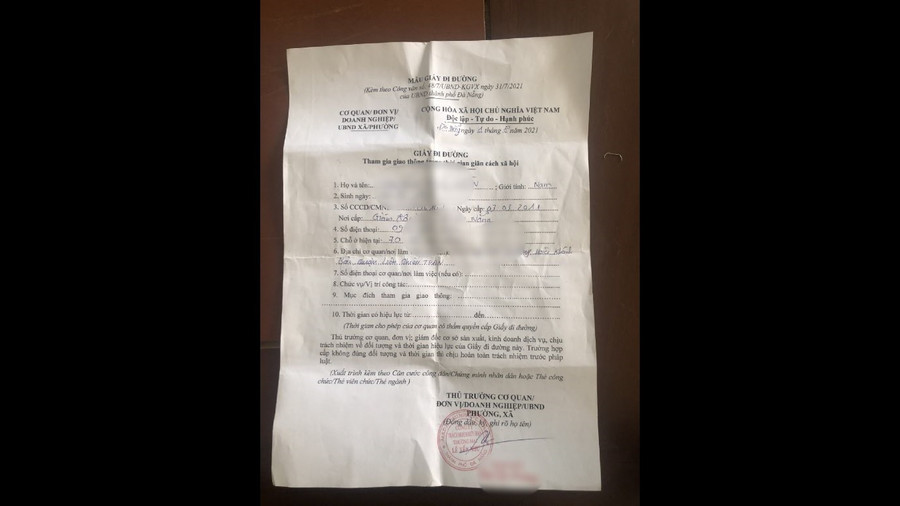 MẪU GIẤY ĐI ĐƯỜNG
(Kèm theo Công văn số /UBND-KGVX ngày 31/7/2021
của UBND thành phố Đà Nẵng)
CƠ QUAN/ĐƠN VỊ/
DOANH NGHIỆP/
UBND XÃ/PHƯỜNG
CỘNG HÒA XÃ HỘI CHỦ NGHĨA VIỆT NAM
Độc lập - Tự do - Hạnh phúc
ngày tháng năm 2021
GIẤY ĐI ĐƯỜNG
Tham gia giao thông trong thời gian giãn cách xã hội
1. Họ và tên: ; Giới tính: Nam
2. Sinh ngày:
3. Số CCCD/CMN Ngày cấp:
Nơi cấp:
4. Số điện thoại: 09
5. Chỗ ở hiện tại: 70
6. Địa chỉ cơ quan/nơi làm
7. Số điện thoại cơ quan/nơi làm việc (nếu có):
8. Chức vụ/Vị trí công tác:
9. Mục đích tham gia giao thông:
10. Thời gian có hiệu lực từ: đến
(Thời gian cho phép của cơ quan có thẩm quyền cấp Giấy đi đường)
Thủ trưởng cơ quan, đơn vị; giám đốc cơ sở sản xuất, kinh doanh dịch vụ, chịu
trách nhiệm về đối tượng và thời gian hiệu lực của Giấy đi đường này. Trường hợp
cấp không đúng đối tượng và thời gian thì chịu hoàn toàn trách nhiệm trước pháp
luật.
(Xuất trình kèm theo Căn cước công dân/Chứng minh nhân dân hoặc Thẻ công
chức/Thẻ viên chức/Thẻ ngành)
THỦ TRƯỞNG CƠ QUAN/
ĐƠN VỊ/DOANH NGHIỆP/UBND
PHƯỜNG, XÃ
(Đóng dấu, ký, ghi rõ họ tên)